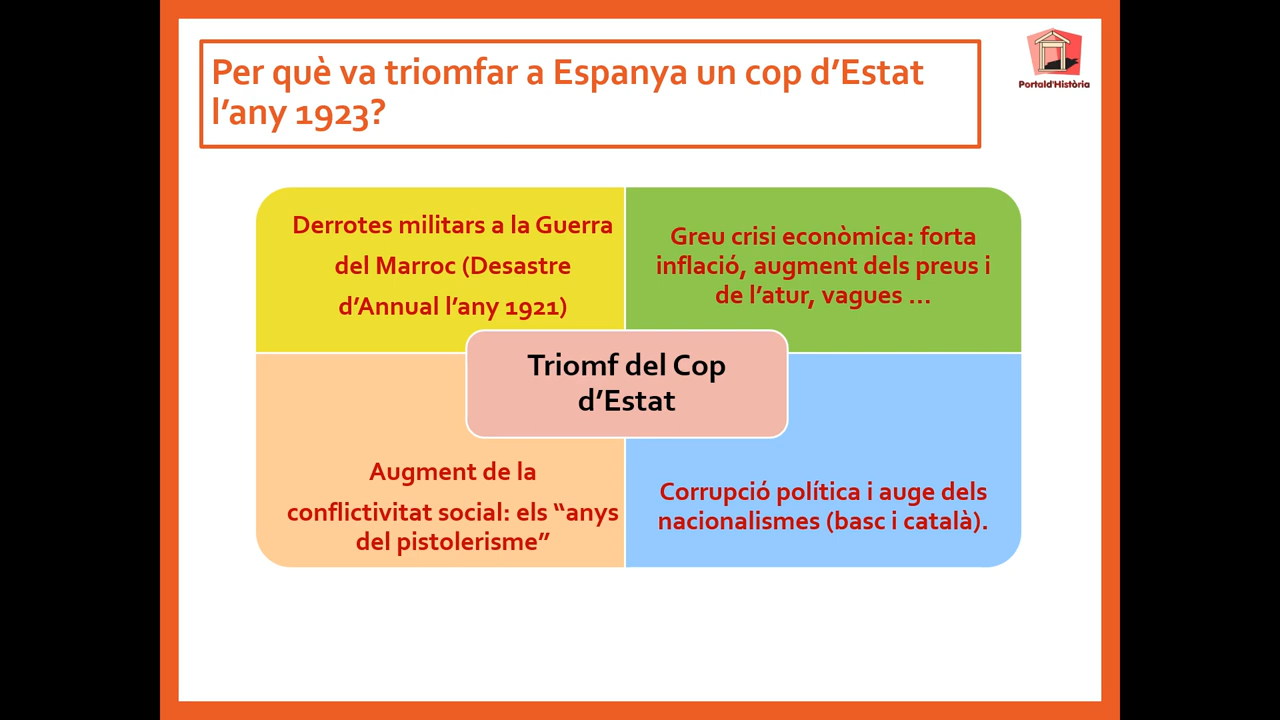 Per què va triomfar a Espanya un cop d’Estat
l’any 1923?
Portald'Història
Derrotes militars a la Guerra
del Marroc (Desastre
d’Annual l’any 1921)
Greu crisi econòmica: forta
inflació, augment dels preus i
de l’atur, vagues ...
Triomf del Cop
d’Estat
Augment de la
conflictivitat social: els “anys
del pistolerisme”
Corrupció política i auge dels
nacionalismes (basc i català).